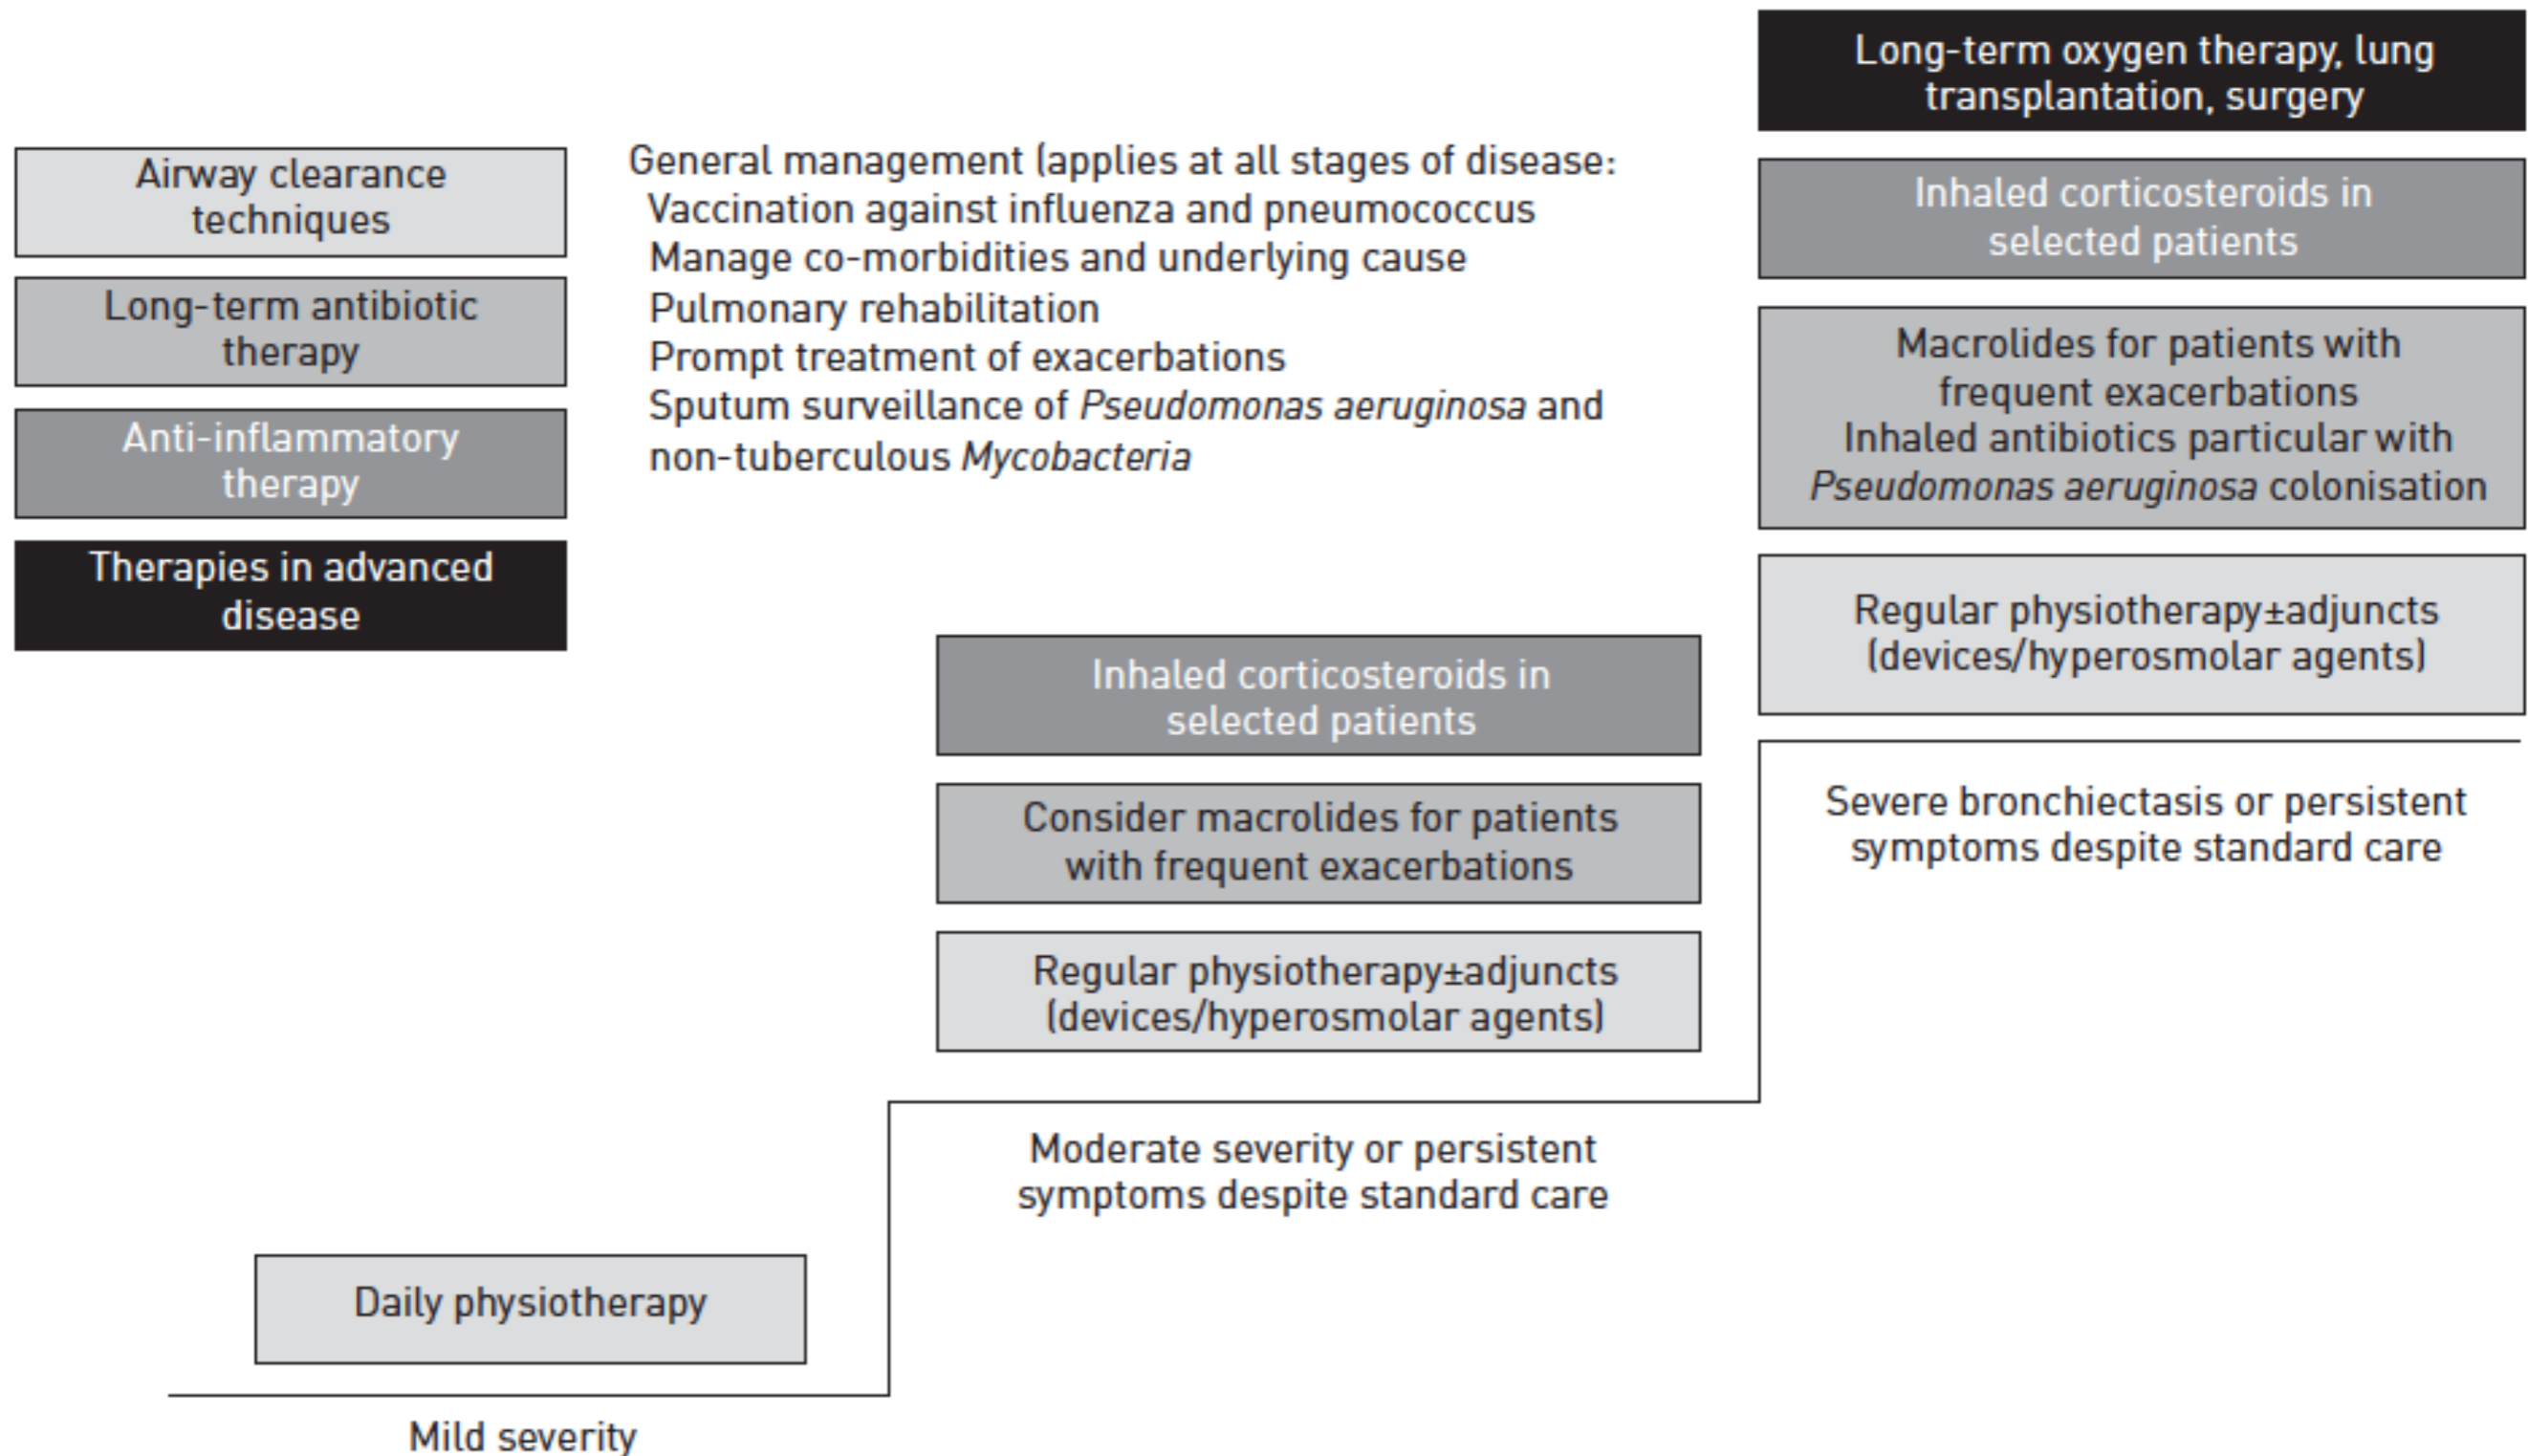 Airway clearance
techniques
Long-term antibiotic
therapy
Anti-inflammatory
therapy
Therapies in advanced
disease
General management (applies at all stages of disease:
Vaccination against influenza and pneumococcus
Manage co-morbidities and underlying cause
Pulmonary rehabilitation
Prompt treatment of exacerbations
Sputum surveillance of Pseudomonas aeruginosa and
non-tuberculous Mycobacteria
Long-term oxygen therapy, lung
transplantation, surgery
Inhaled corticosteroids in
selected patients
Macrolides for patients with
frequent exacerbations
Inhaled antibiotics particular with
Pseudomonas aeruginosa colonisation
Regular physiotherapy±adjuncts
(devices/hyperosmolar agents)
Severe bronchiectasis or persistent
symptoms despite standard care
Inhaled corticosteroids in
selected patients
Consider macrolides for patients
with frequent exacerbations
Regular physiotherapy±adjuncts
(devices/hyperosmolar agents)
Moderate severity or persistent
symptoms despite standard care
Daily physiotherapy
Mild severity